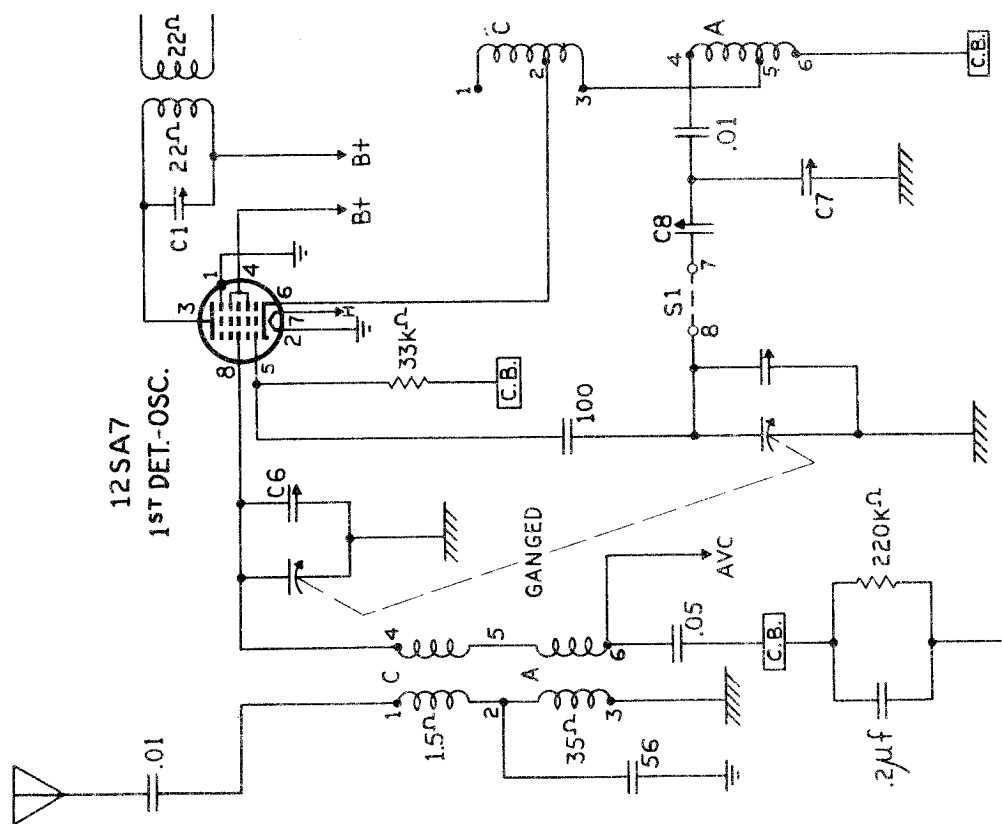 22Ω
22Ω
C1
B+
B+
12SA7
1ST DET.-OSC.
3
1
4
8
5
6
7
2
H
33KΩ
C.B.
C
1
2
3
A
4
5
6
C.B.
.01
C7
C8
7
S1
8
100
C6
GANGED
AVC
.01
C
1
4
1.5Ω
2
5
A
35Ω
3
6
56
.05
C.B.
220KΩ
.2µf